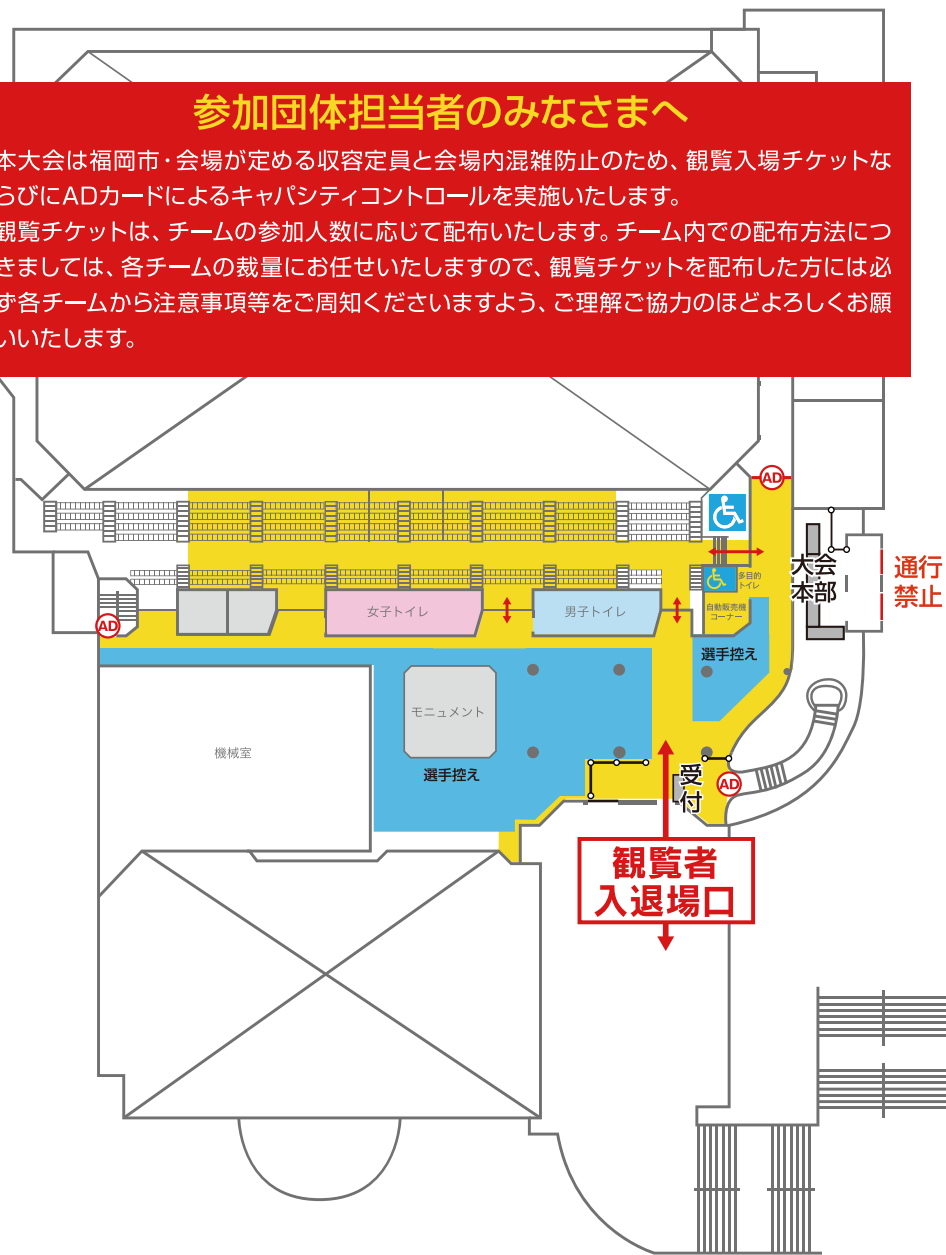 参加団体担当者のみなさまへ
本大会は福岡市・会場が定める収容定員と会場内混雑防止のため、観覧入場チケットな
らびにADカードによるキャパシティコントロールを実施いたします。
観覧チケットは、チームの参加人数に応じて配布いたします。チーム内での配布方法につ
きましては、各チームの裁量にお任せいたしますので、観覧チケットを配布した方には必
ず各チームから注意事項等をご周知くださいますよう、ご理解ご協力のほどよろしくお願
いいたします。
AD
大会
本部
通行
禁止
多目的
トイレ
自動販売機
コーナー
女子トイレ
男子トイレ
AD
選手控え
モニュメント
機械室
選手控え
受付
AD
観覧者
入退場口